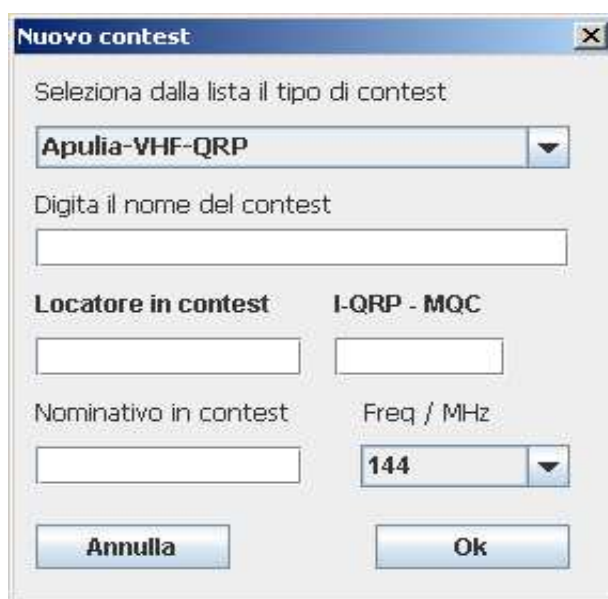 Nuovo contest
Seleziona dalla lista il tipo di contest
Apulia-VHF-QRP
Digita il nome del contest
Locatore in contest I-QRP - MQC
Nominativo in contest Freq / MHz
144
Annulla Ok